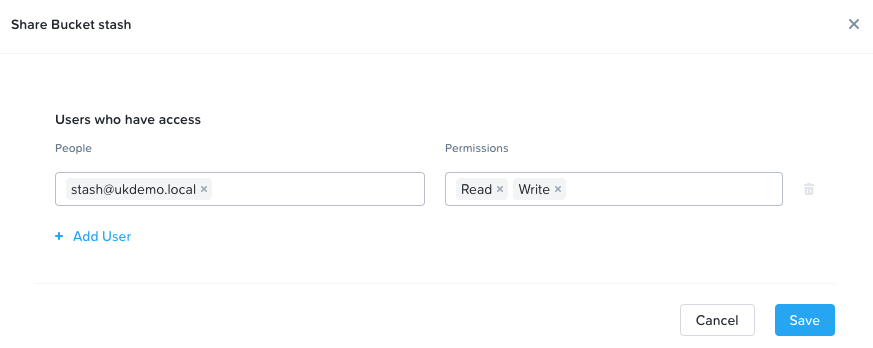 Share Bucket stash ×
Users who have access
People Permissions
stash@ukdemo.local × Read × Write ×
+ Add User
Cancel Save